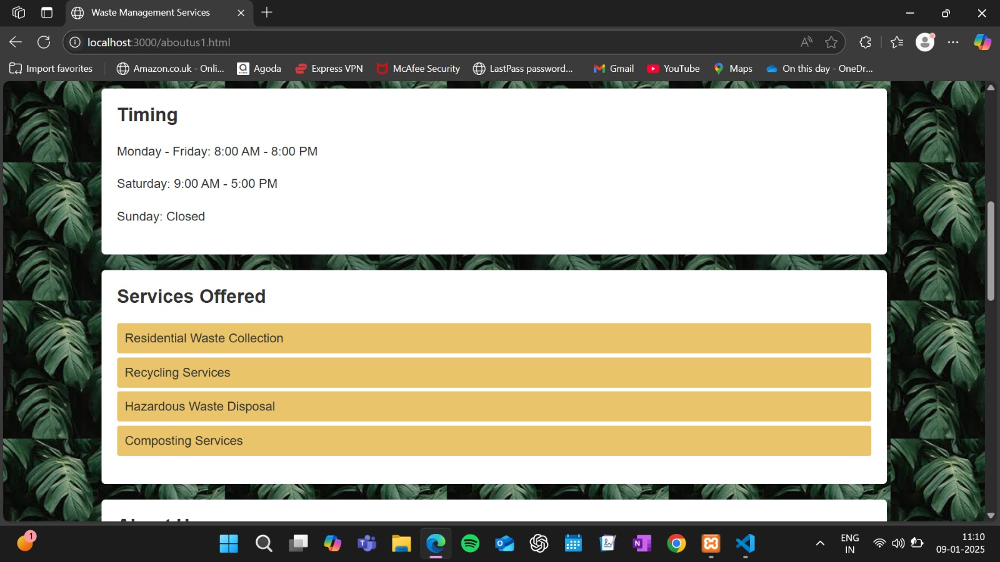 Waste Management Services
localhost:3000/aboutus1.html
Import favorites
Amazon.co.uk - Onli...
Agoda
Express VPN
McAfee Security
LastPass password...
Gmail
YouTube
Maps
On this day - OneDr...
Timing
Monday - Friday: 8:00 AM - 8:00 PM
Saturday: 9:00 AM - 5:00 PM
Sunday: Closed
Services Offered
Residential Waste Collection
Recycling Services
Hazardous Waste Disposal
Composting Services
1
ENG
IN
11:10
09-01-2025